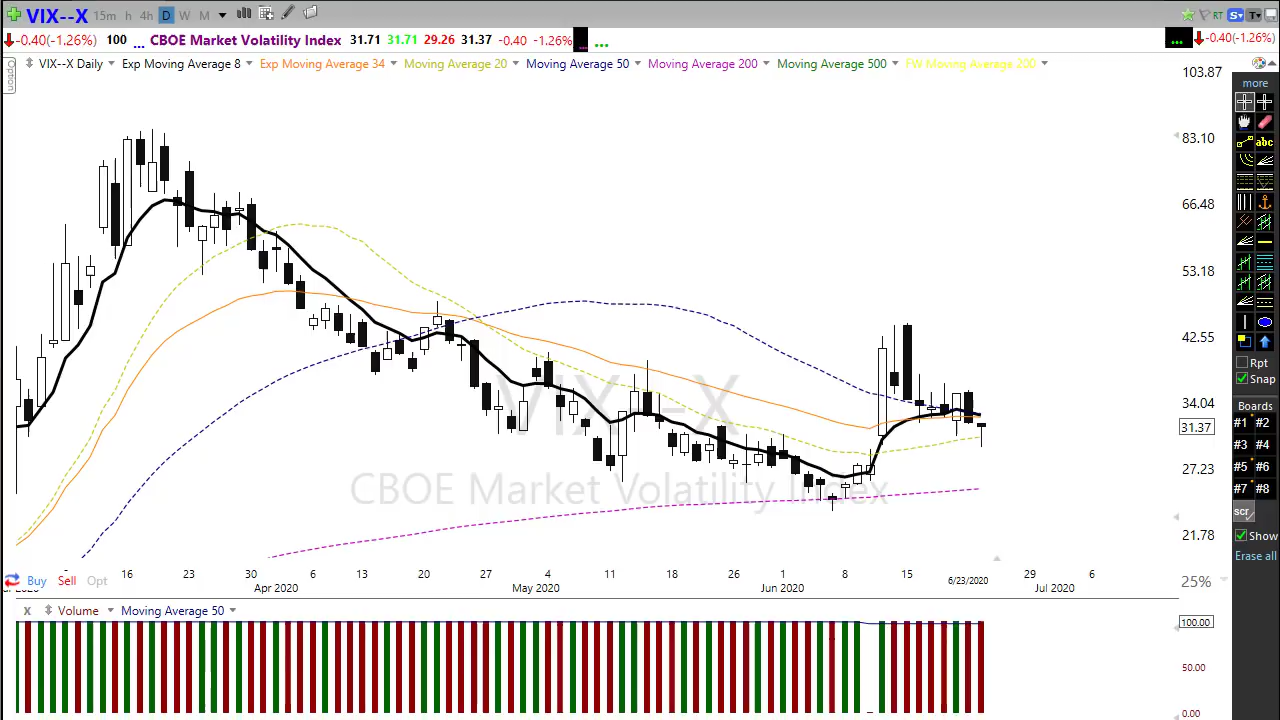 VIX--X 15m h 4h D W M RT S T
-0.40(-1.26%) 100 ... CBOE Market Volatility Index 31.71 31.71 29.26 31.37 -0.40 -1.26% ... ... -0.40(-1.26%)
Option
VIX--X Daily Exp Moving Average 8 Exp Moving Average 34 Moving Average 20 Moving Average 50 Moving Average 200 Moving Average 500 FW Moving Average 200
103.87
83.10
66.48
53.18
42.55
34.04
31.37
27.23
21.78
VIX--X
CBOE Market Volatility Index
more
abc
Rpt
Snap
Boards
#1 #2
#3 #4
#5 #6
#7 #8
scr
Show
Erase all
16 23 30 6 13 20 27 4 11 18 26 1 8 15 6/23/2020 29 6
Buy Sell Opt
Apr 2020 May 2020 Jun 2020 Jul 2020
25%
X Volume Moving Average 50
100.00
50.00
0.00